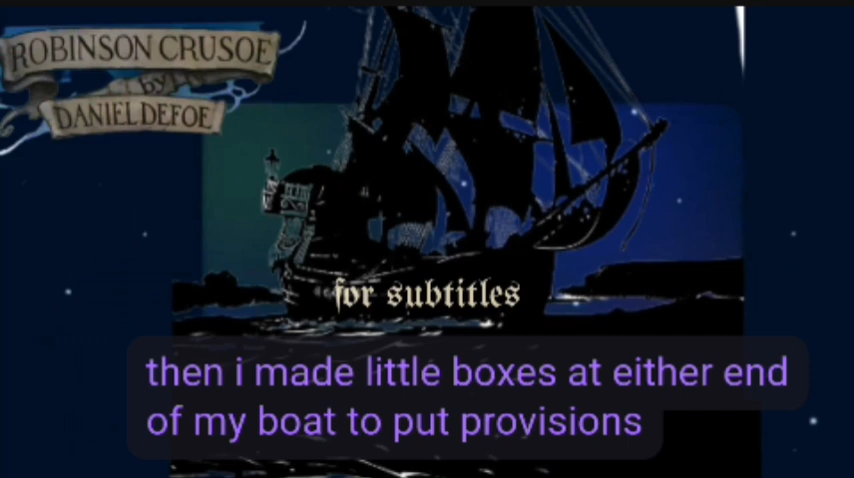 ROBINSON CRUSOE
by
DANIEL DEFOE
for subtitles
then i made little boxes at either end
of my boat to put provisions